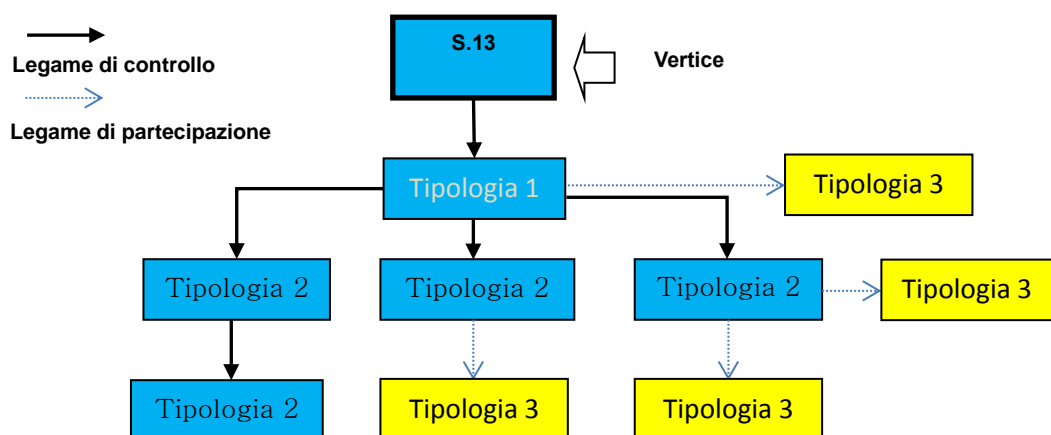 S.13
Legame di controllo
Vertice
Legame di partecipazione
Tipologia 1
Tipologia 3
Tipologia 2
Tipologia 2
Tipologia 2
Tipologia 3
Tipologia 2
Tipologia 3
Tipologia 3